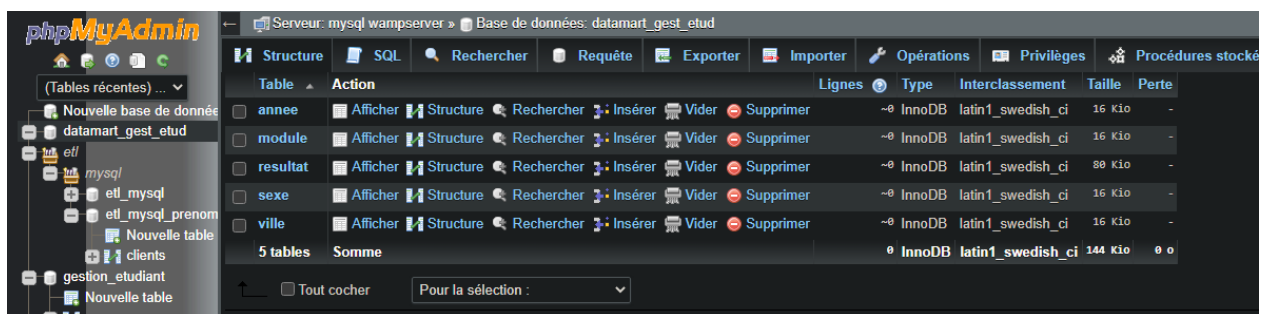 phpMyAdmin
(Tables récentes) ...
Nouvelle base de donnée
datamart_gest_etud
etl
mysql
etl_mysql
etl_mysql_prenom
Nouvelle table
clients
gestion_etudiant
Nouvelle table
Serveur: mysql wampserver » Base de données: datamart_gest_etud
Structure SQL Rechercher Requête Exporter Importer Opérations Privilèges Procédures stocké
Table Action Lignes Type Interclassement Taille Perte
annee Afficher Structure Rechercher Insérer Vider Supprimer ~0 InnoDB latin1_swedish_ci 16 Kio -
module Afficher Structure Rechercher Insérer Vider Supprimer ~0 InnoDB latin1_swedish_ci 16 Kio -
resultat Afficher Structure Rechercher Insérer Vider Supprimer ~0 InnoDB latin1_swedish_ci 80 Kio -
sexe Afficher Structure Rechercher Insérer Vider Supprimer ~0 InnoDB latin1_swedish_ci 16 Kio -
ville Afficher Structure Rechercher Insérer Vider Supprimer ~0 InnoDB latin1_swedish_ci 16 Kio -
5 tables Somme 0 InnoDB latin1_swedish_ci 144 Kio 0 o
Tout cocher Pour la sélection :